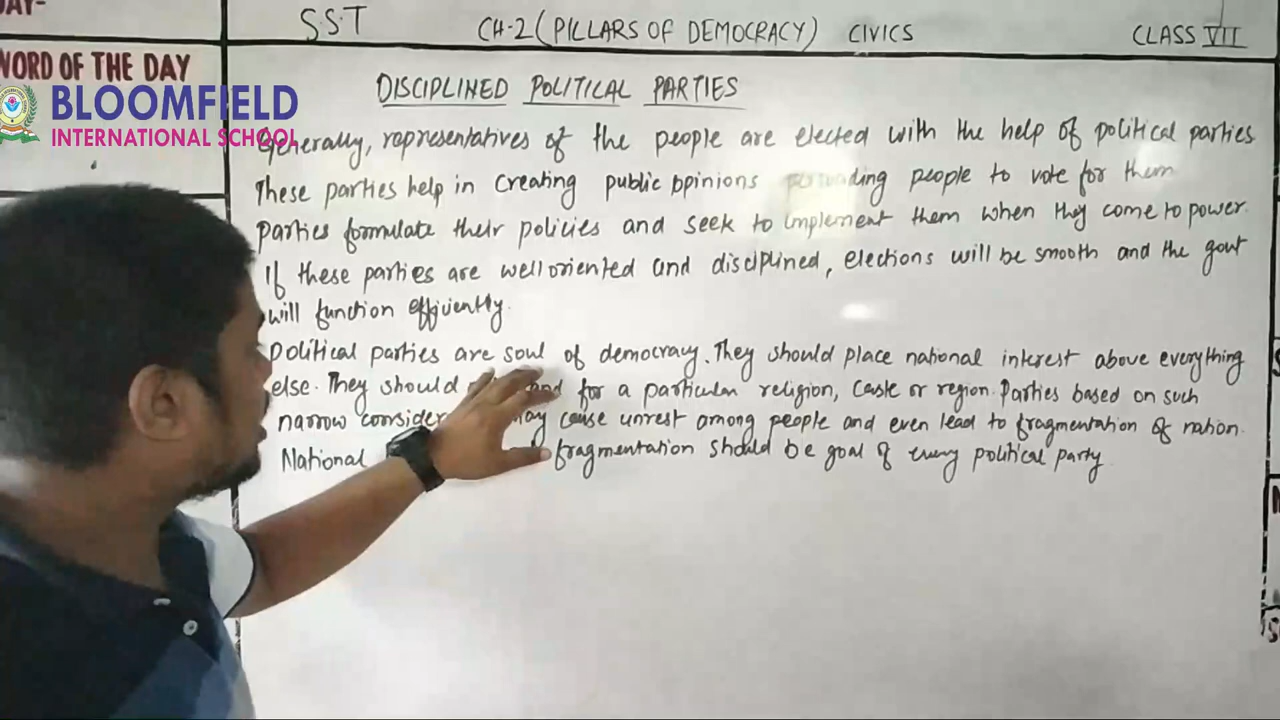 DAY-
SST CH-2 (PILLARS OF DEMOCRACY) CIVICS CLASS VII
WORD OF THE DAY
BLOOMFIELD
INTERNATIONAL SCHOOL
DISCIPLINED POLITICAL PARTIES
Generally, representatives of the people are elected with the help of political parties
These parties help in creating public opinions persuading people to vote for them
parties formulate their policies and seek to implement them when they come to power.
If these parties are well oriented and disciplined, elections will be smooth and the govt
will function efficiently.
Political parties are soul of democracy. They should place national interest above everything
else. They should for a particular religion, caste or region. Parties based on such
narrow may cause unrest among people and even lead to fragmentation of nation.
National fragmentation should be goal of every political party